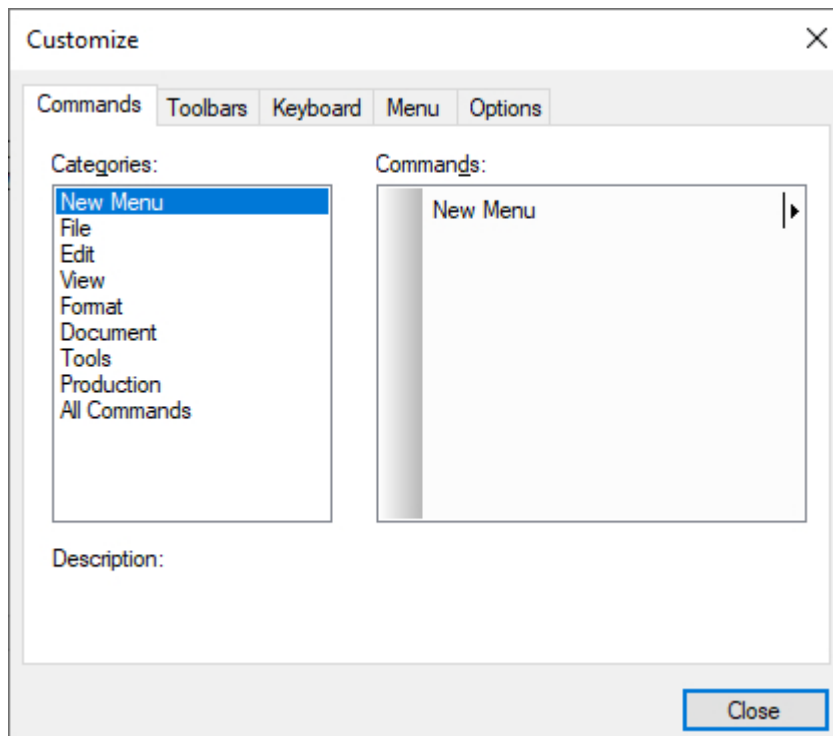 Customize
Commands Toolbars Keyboard Menu Options
Categories:
New Menu
File
Edit
View
Format
Document
Tools
Production
All Commands
Commands:
New Menu
Description:
Close